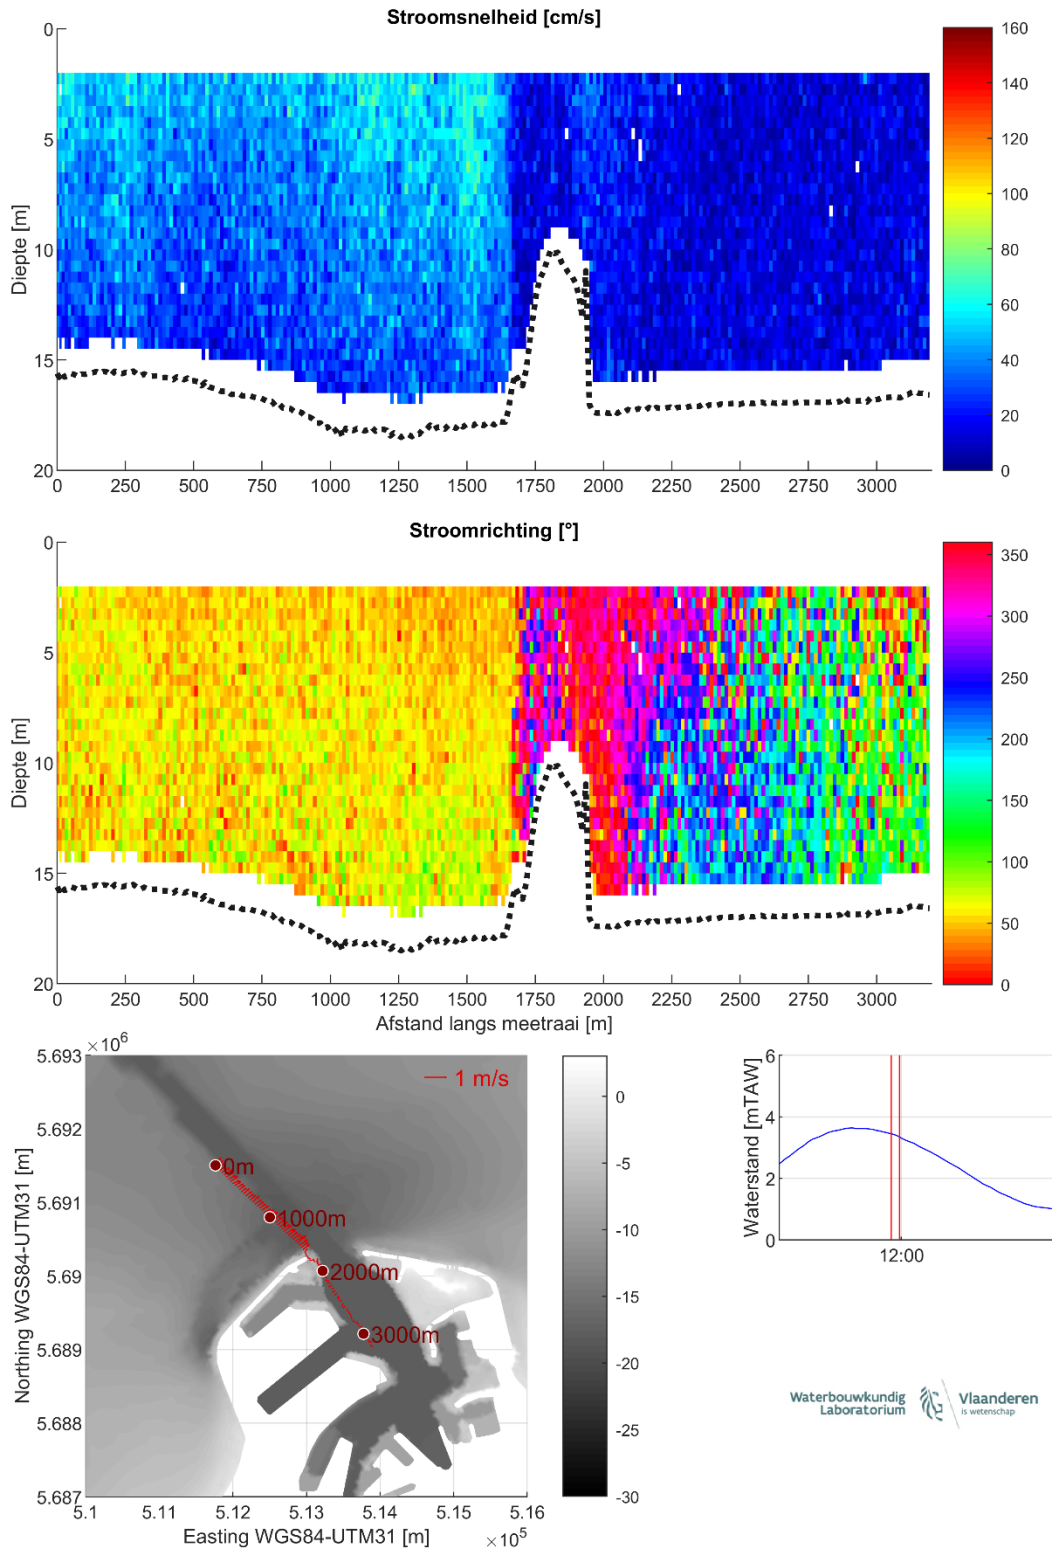 Stroomsnelheid [cm/s]
0
5
10
15
20
Diepte [m]
0 250 500 750 1000 1250 1500 1750 2000 2250 2500 2750 3000
160
140
120
100
80
60
40
20
0
Stroomrichting [°]
0
5
10
15
20
Diepte [m]
0 250 500 750 1000 1250 1500 1750 2000 2250 2500 2750 3000
Afstand langs meetraai [m]
350
300
250
200
150
100
50
0
×10⁶
5.693
5.692
5.691
5.69
5.689
5.688
5.687
Northing WGS84-UTM31 [m]
1 m/s
0m
1000m
2000m
3000m
5.1 5.12 5.13 5.14 5.15 5.16
Easting WGS84-UTM31 [m]
×10⁵
0
-5
-10
-15
-20
-25
-30
6
4
2
0
Waterstand [mTAW]
12:00
Waterbouwkundig
Laboratorium
Vlaanderen
is wetenschap